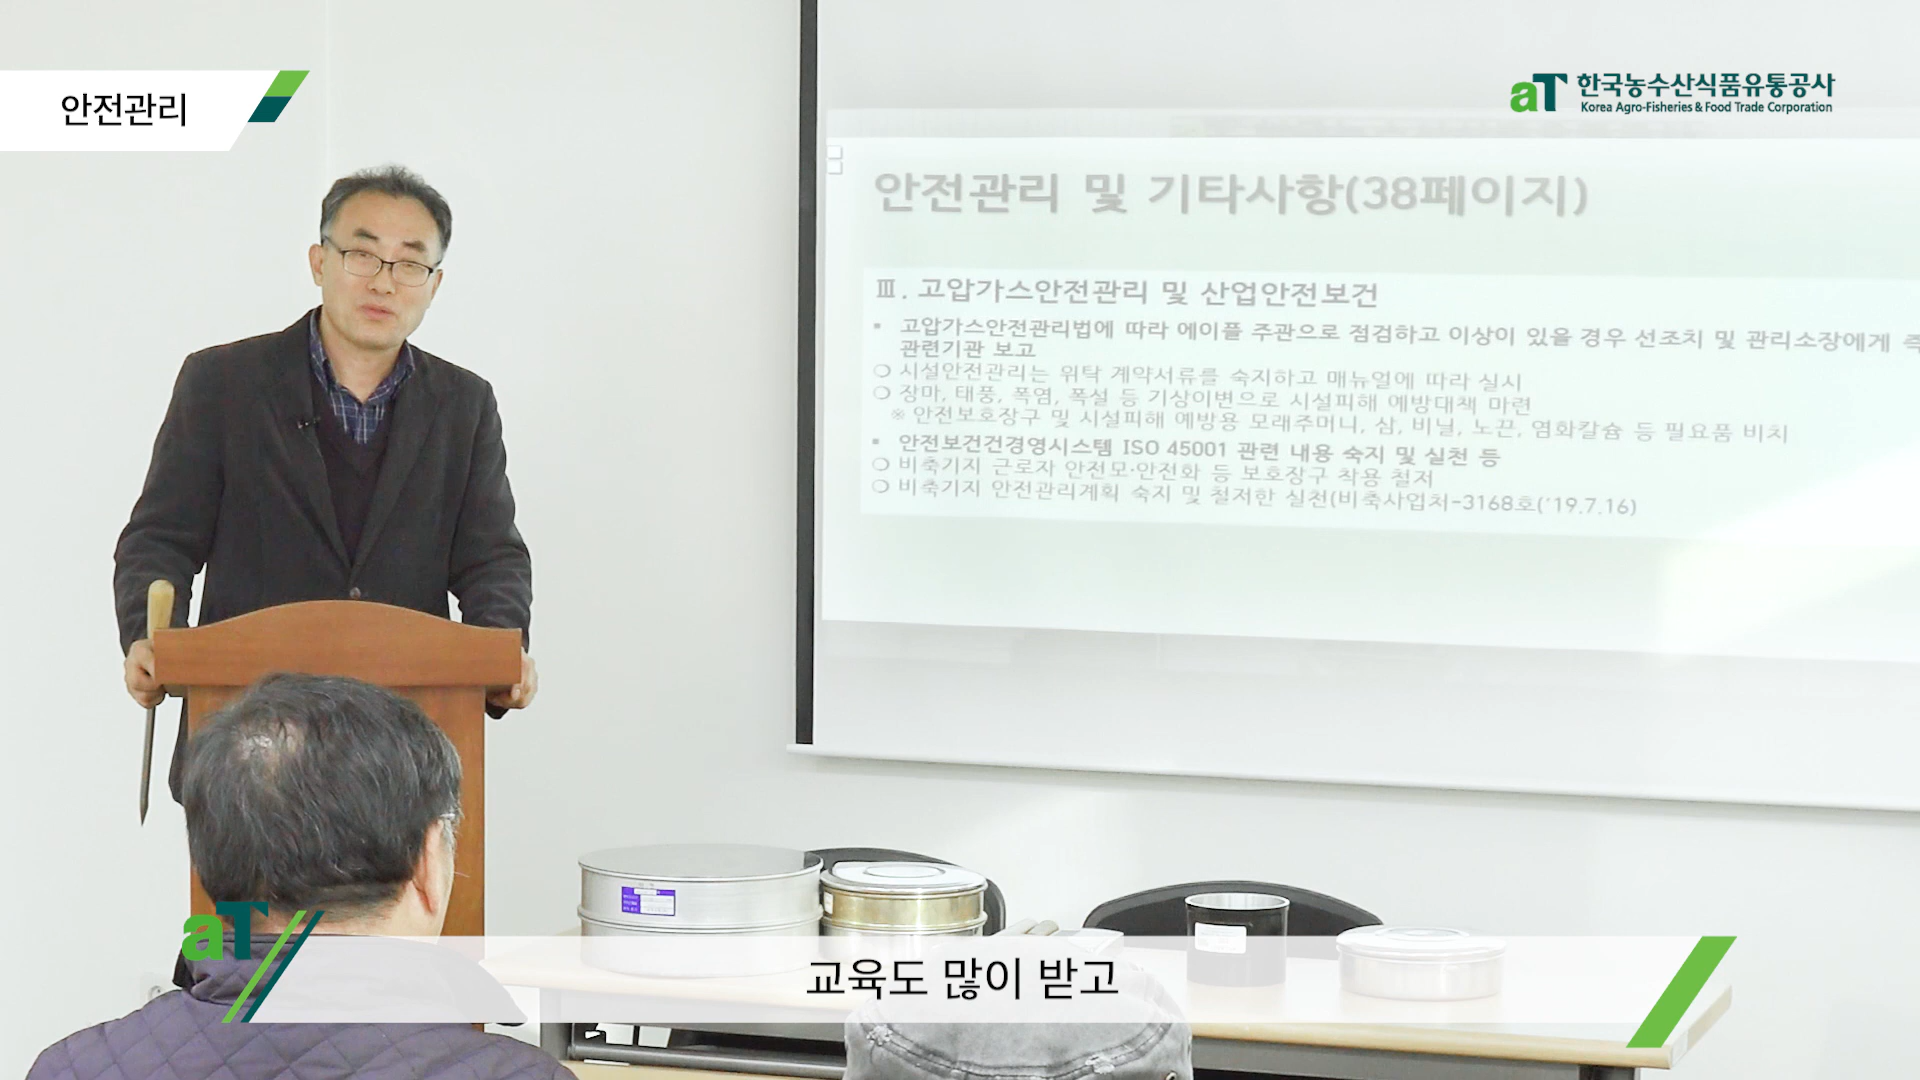 안전관리
aT 한국농수산식품유통공사
Korea Agro-Fisheries & Food Trade Corporation
안전관리 및 기타사항(38페이지)
Ⅲ. 고압가스안전관리 및 산업안전보건
▪ 고압가스안전관리법에 따라 에이플 주관으로 점검하고 이상이 있을 경우 선조치 및 관리소장에게 즉
관련기관 보고
❍ 시설안전관리는 위탁 계약서류를 숙지하고 매뉴얼에 따라 실시
❍ 장마, 태풍, 폭염, 폭설 등 기상이변으로 시설피해 예방대책 마련
※ 안전보호장구 및 시설피해 예방용 모래주머니, 삽, 비닐, 노끈, 염화칼슘 등 필요품 비치
▪ 안전보건건경영시스템 ISO 45001 관련 내용 숙지 및 실천 등
❍ 비축기지 근로자 안전모·안전화 등 보호장구 착용 철저
❍ 비축기지 안전관리계획 숙지 및 철저한 실천(비축사업처-3168호('19.7.16)
aT
교육도 많이 받고